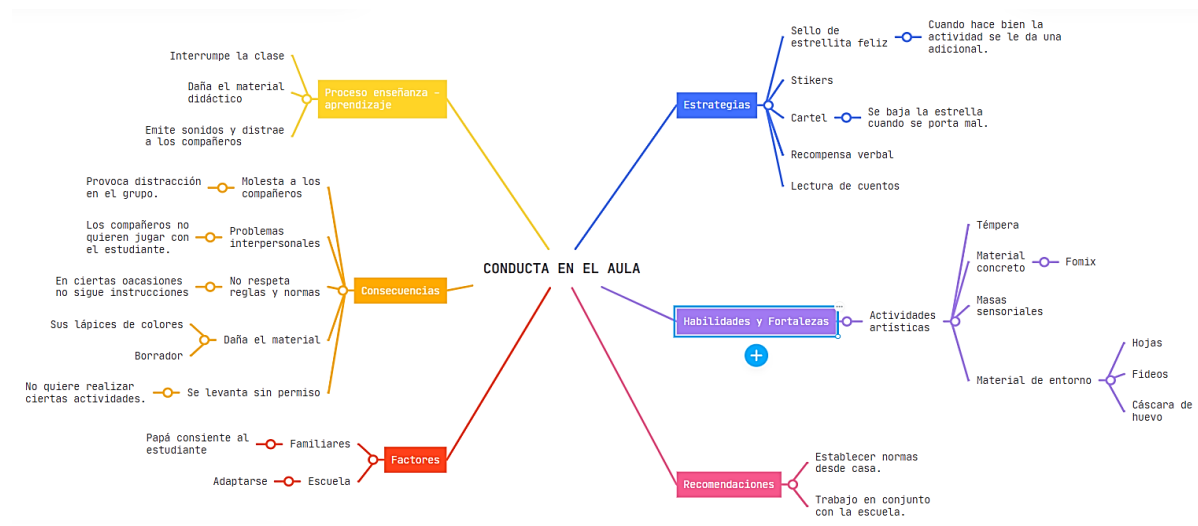 CONDUCTA EN EL AULA
Proceso enseñanza –
aprendizaje
Interrumpe la clase
Daña el material
didáctico
Emite sonidos y distrae
a los compañeros
Consecuencias
Molesta a los
compañeros
Provoca distracción
en el grupo.
Problemas
interpersonales
Los compañeros no
quieren jugar con
el estudiante.
No respeta
reglas y normas
En ciertas oacasiones
no sigue instrucciones
Daña el material
Sus lápices de colores
Borrador
Se levanta sin permiso
No quiere realizar
ciertas actividades.
Factores
Familiares
Papá consiente al
estudiante
Escuela
Adaptarse
Estrategias
Sello de
estrellita feliz
Cuando hace bien la
actividad se le da una
adicional.
Stikers
Cartel
Se baja la estrella
cuando se porta mal.
Recompensa verbal
Lectura de cuentos
Habilidades y Fortalezas
Actividades
artísticas
Témpera
Material
concreto
Fomix
Masas
sensoriales
Material de entorno
Hojas
Fideos
Cáscara de
huevo
Recomendaciones
Establecer normas
desde casa.
Trabajo en conjunto
con la escuela.